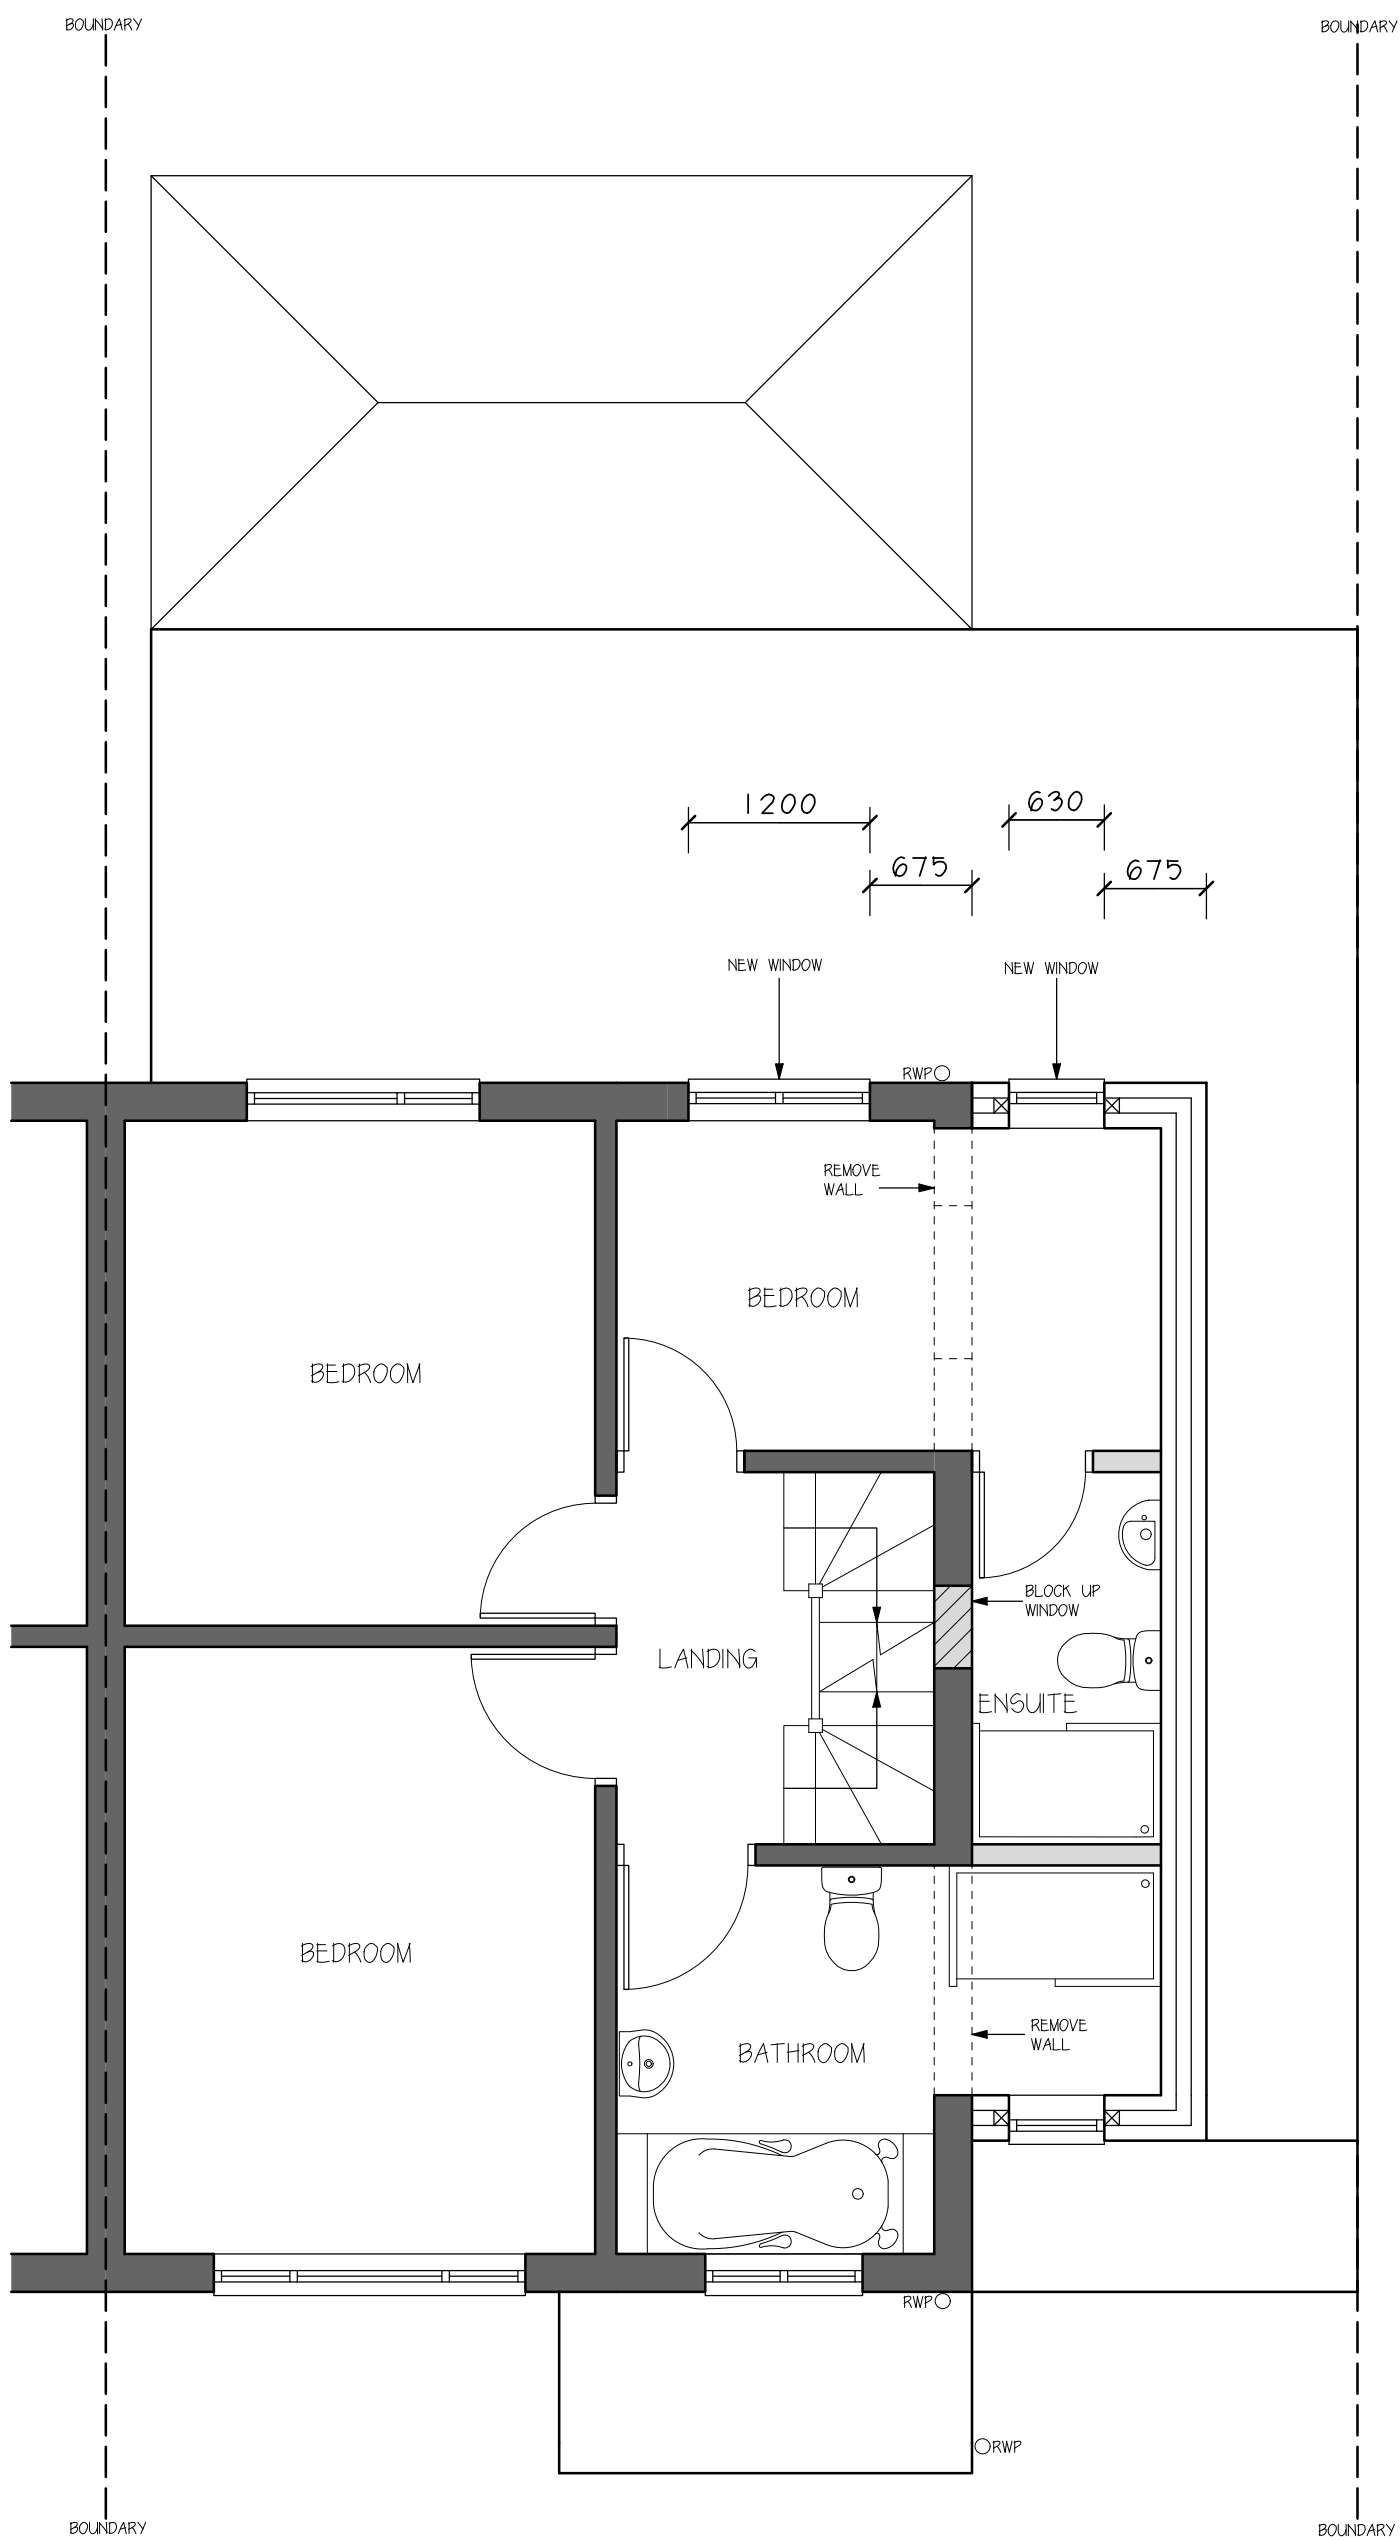 BOUNDARY
BOUNDARY
1200
630
675
675
NEW WINDOW
NEW WINDOW
RWP
REMOVE
WALL
BEDROOM
BEDROOM
BLOCK UP
WINDOW
LANDING
ENSUITE
BEDROOM
REMOVE
WALL
BATHROOM
RWP
RWP
BOUNDARY
BOUNDARY